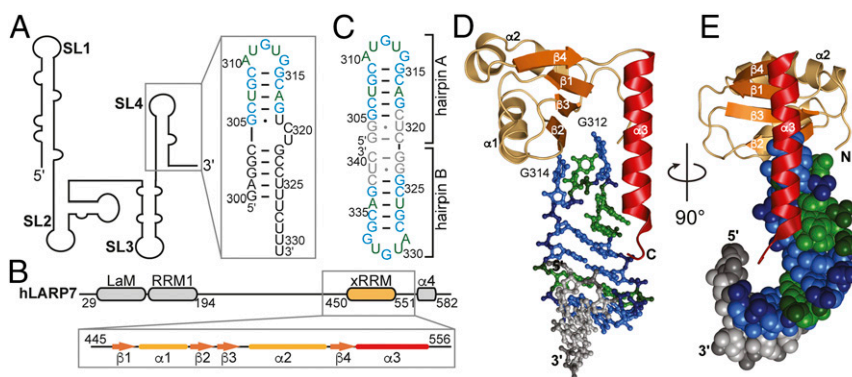 A
SL1
SL2
SL3
SL4
5'
3'
A U G U G
310
315
305
320
C U
300
325
5'
330
3'
C
A U G U G
310
315
305
320
3'
5'
340
325
335
330
hairpin A
hairpin B
D
α2
β4
β1
β3
β2
α1
α3
G312
G314
5'
3'
C
90°
E
α2
β4
β1
β3
β2
α3
N
5'
3'
B
hLARP7
LaM
RRM1
xRRM
α4
29
194
450
551
582
445
β1
α1
β2
β3
α2
β4
α3
556